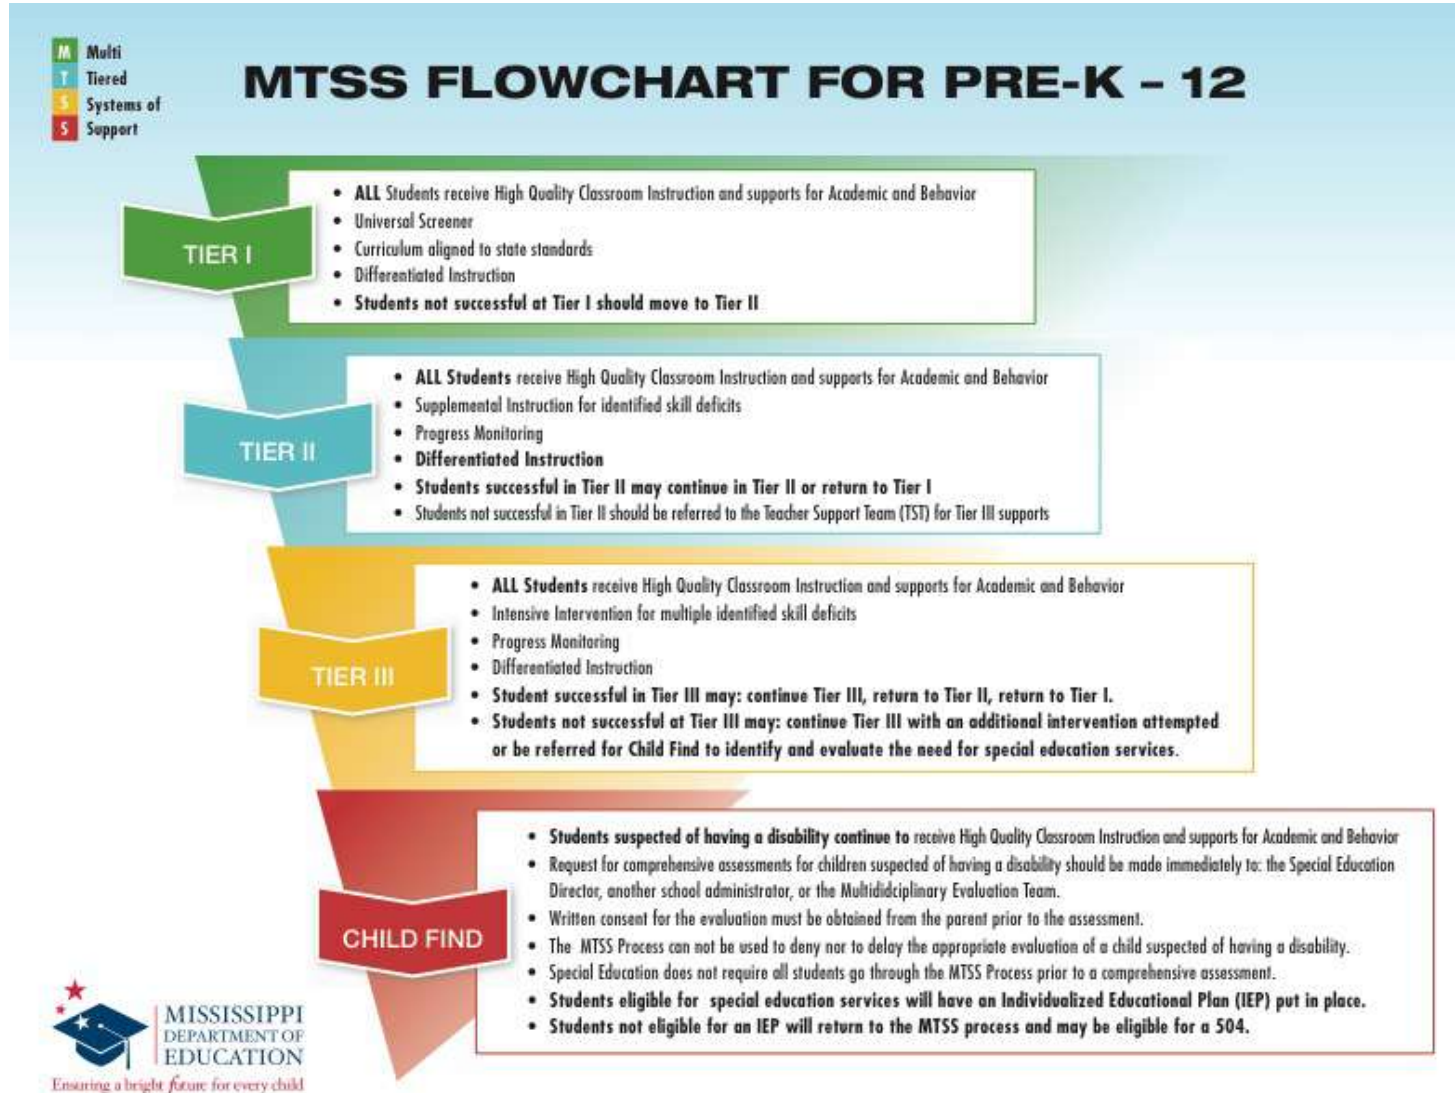 M Multi
T Tiered
S Systems of
S Support
MTSS FLOWCHART FOR PRE-K – 12
TIER I
• ALL Students receive High Quality Classroom Instruction and supports for Academic and Behavior
• Universal Screener
• Curriculum aligned to state standards
• Differentiated Instruction
• Students not successful at Tier I should move to Tier II
TIER II
• ALL Students receive High Quality Classroom Instruction and supports for Academic and Behavior
• Supplemental Instruction for identified skill deficits
• Progress Monitoring
• Differentiated Instruction
• Students successful in Tier II may continue in Tier II or return to Tier I
• Students not successful in Tier II should be referred to the Teacher Support Team (TST) for Tier III supports
TIER III
• ALL Students receive High Quality Classroom Instruction and supports for Academic and Behavior
• Intensive Intervention for multiple identified skill deficits
• Progress Monitoring
• Differentiated Instruction
• Student successful in Tier III may: continue Tier III, return to Tier II, return to Tier I.
• Students not successful at Tier III may: continue Tier III with an additional intervention attempted
or be referred for Child Find to identify and evaluate the need for special education services.
CHILD FIND
• Students suspected of having a disability continue to receive High Quality Classroom Instruction and supports for Academic and Behavior
• Request for comprehensive assessments for children suspected of having a disability should be made immediately to: the Special Education
Director, another school administrator, or the Multididciplinary Evaluation Team.
• Written consent for the evaluation must be obtained from the parent prior to the assessment.
• The MTSS Process can not be used to deny nor to delay the appropriate evaluation of a child suspected of having a disability.
• Special Education does not require all students go through the MTSS Process prior to a comprehensive assessment.
• Students eligible for special education services will have an Individualized Educational Plan (IEP) put in place.
• Students not eligible for an IEP will return to the MTSS process and may be eligible for a 504.
MISSISSIPPI
DEPARTMENT OF
EDUCATION
Ensuring a bright future for every child